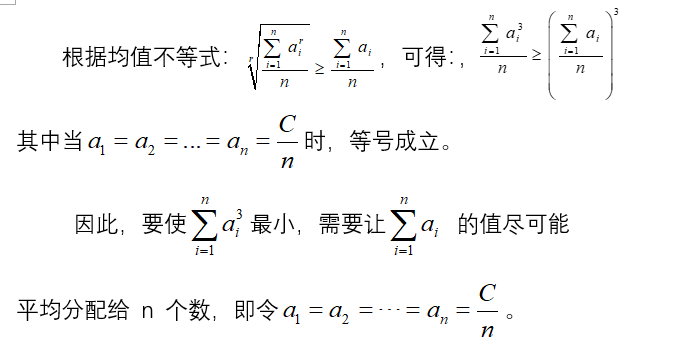 根据均值不等式: $\sqrt[r]{\frac{\sum_{i=1}^{n} a_i^r}{n}} \geq \frac{\sum_{i=1}^{n} a_i}{n}$, 可得:, $\frac{\sum_{i=1}^{n} a_i^3}{n} \geq \left(\frac{\sum_{i=1}^{n} a_i}{n}\right)^3$
其中当 $a_1 = a_2 = \ldots = a_n = \frac{C}{n}$ 时, 等号成立。
因此, 要使 $\sum_{i=1}^{n} a_i^3$ 最小, 需要让 $\sum_{i=1}^{n} a_i$ 的值尽可能
平均分配给 n 个数, 即令 $a_1 = a_2 = \cdots = a_n = \frac{C}{n}$ 。